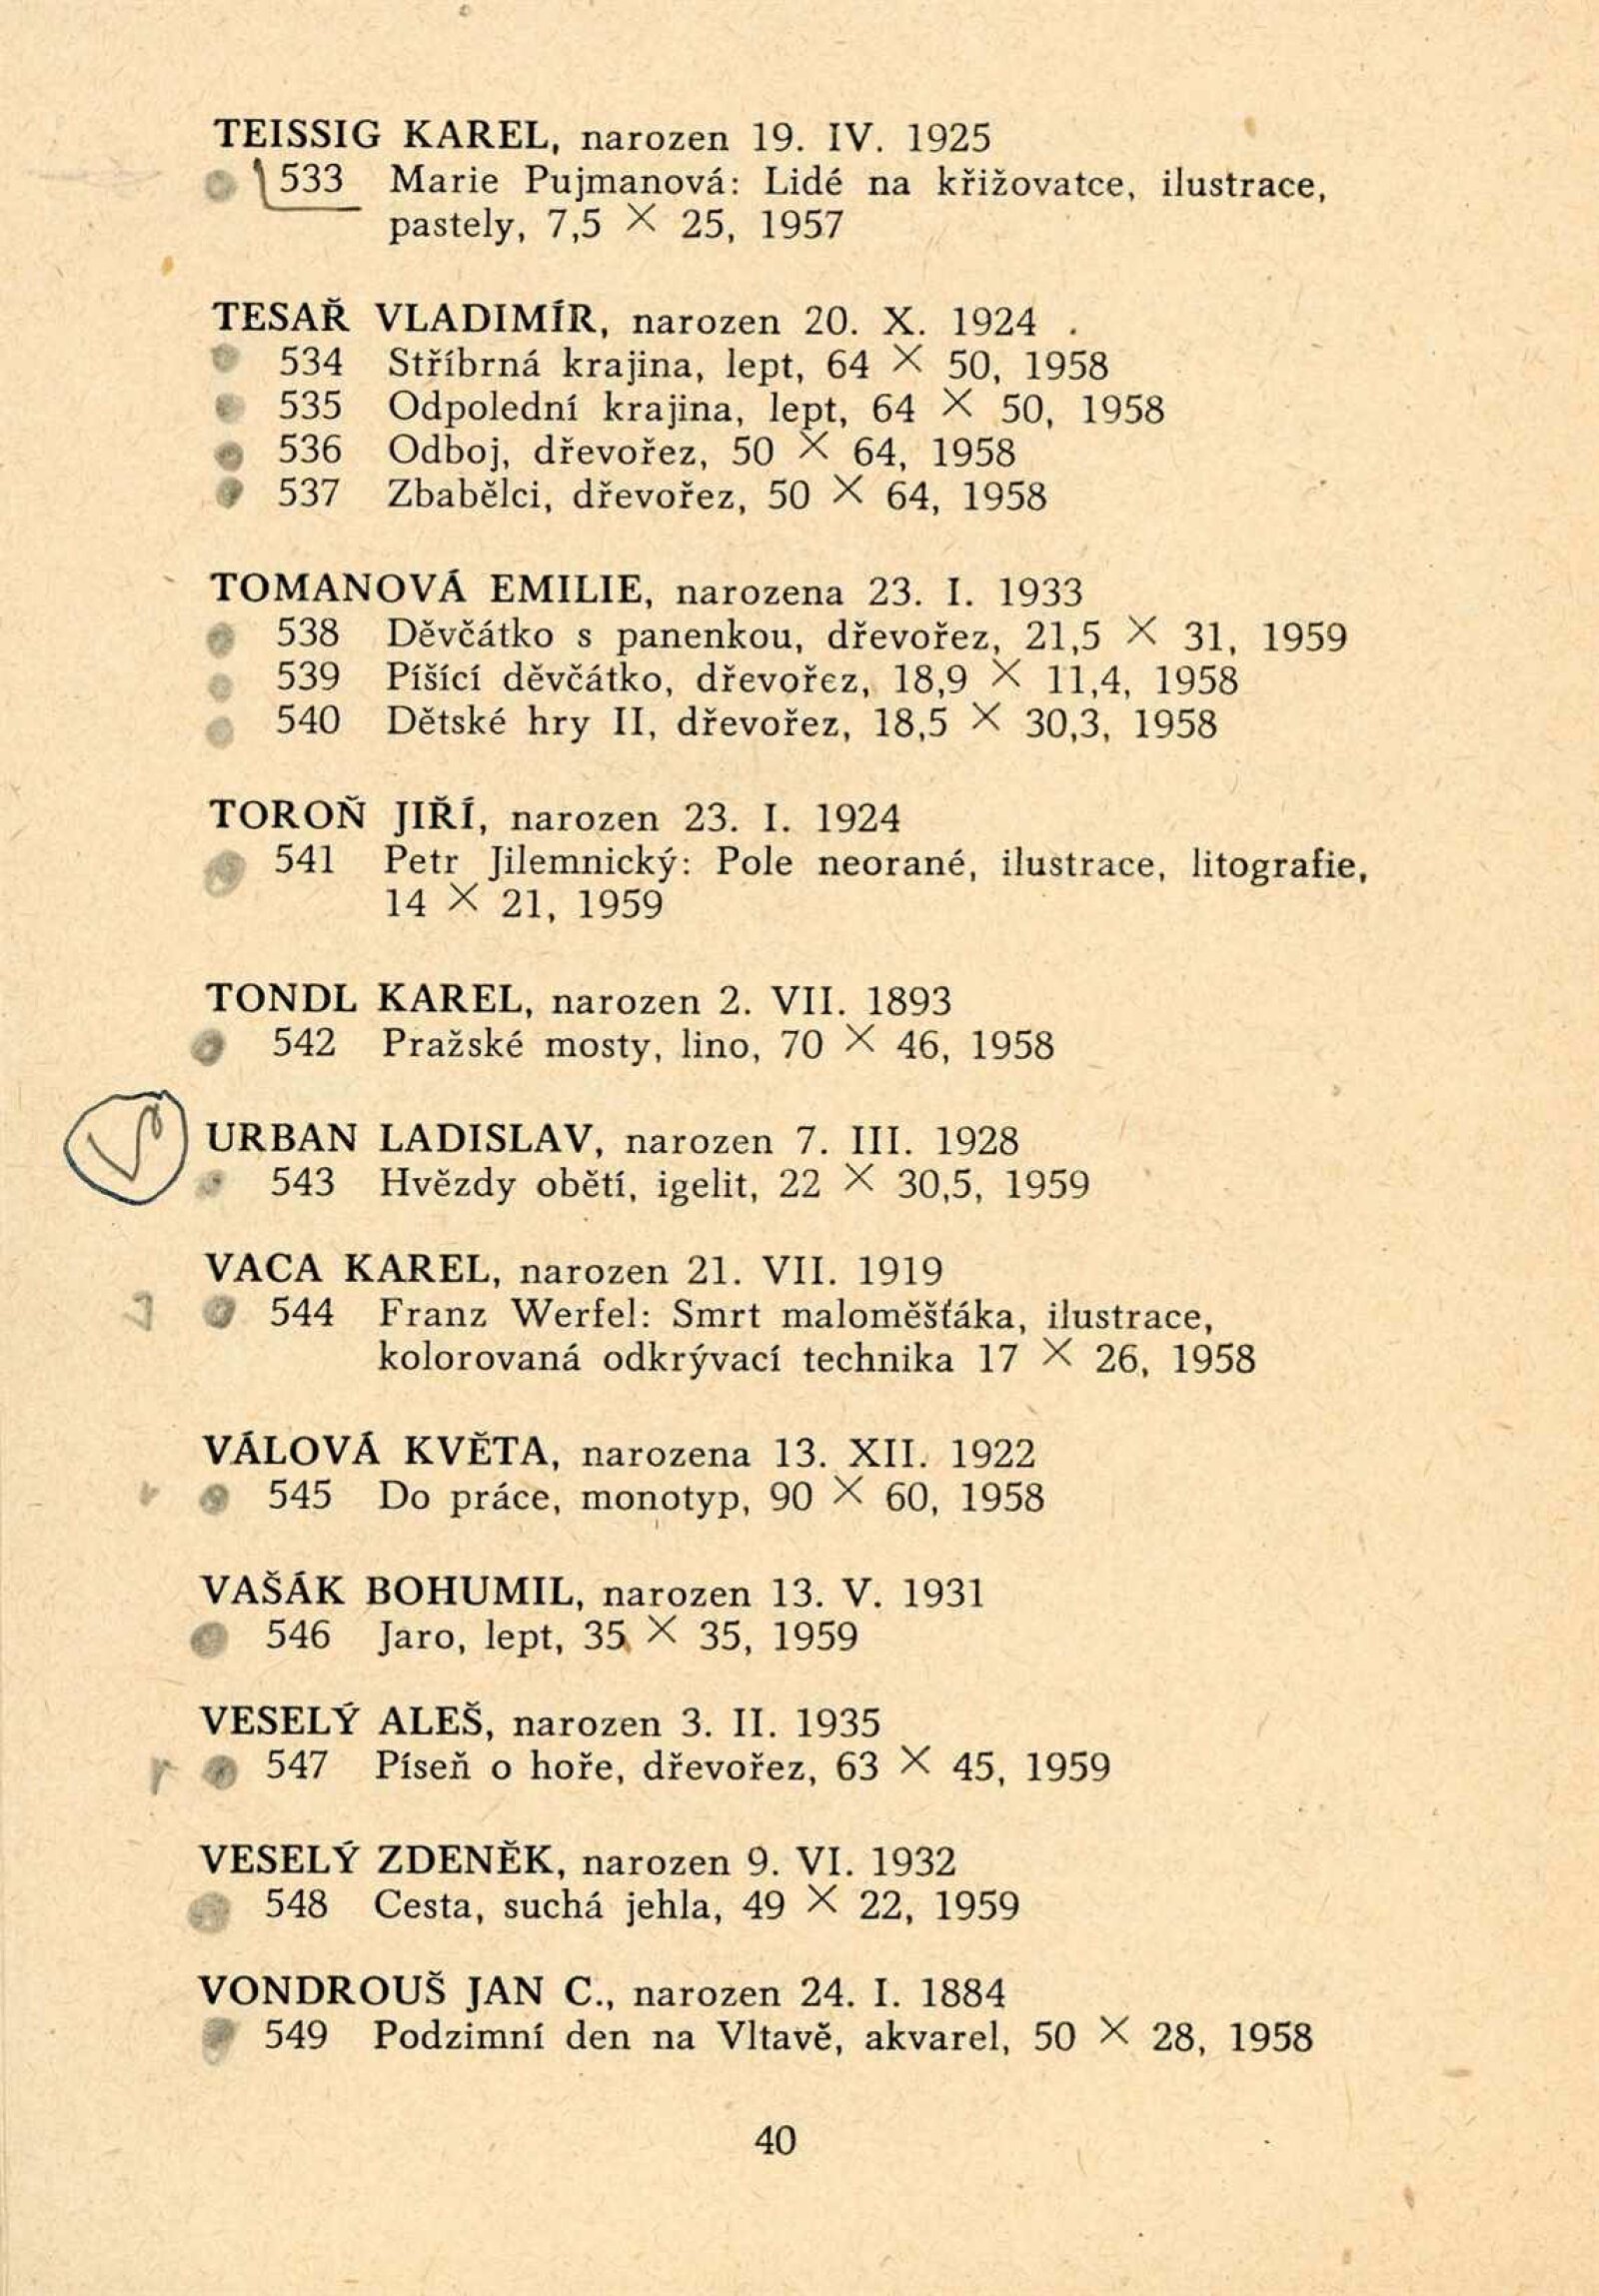 TEISSIG KAREL, narozen 19. IV. 1925
533 Marie Pujmanová: Lidé na křižovatce, ilustrace,
pastely, 7,5 × 25, 1957
TESAŘ VLADIMÍR, narozen 20. X. 1924
534 Stříbrná krajina, lept, 64 × 50, 1958
535 Odpolední krajina, lept, 64 × 50, 1958
536 Odboj, dřevořez, 50 × 64, 1958
537 Zbabělci, dřevořez, 50 × 64, 1958
TOMANOVÁ EMILIE, narozena 23. I. 1933
538 Děvčátko s panenkou, dřevořez, 21,5 × 31, 1959
539 Píšící děvčátko, dřevořez, 18,9 × 11,4, 1958
540 Dětské hry II, dřevořez, 18,5 × 30,3, 1958
TOROŇ JIŘÍ, narozen 23. I. 1924
541 Petr Jilemnický: Pole neorané, ilustrace, litografie,
14 × 21, 1959
TONDL KAREL, narozen 2. VII. 1893
542 Pražské mosty, lino, 70 × 46, 1958
URBAN LADISLAV, narozen 7. III. 1928
543 Hvězdy obětí, igelit, 22 × 30,5, 1959
VACA KAREL, narozen 21. VII. 1919
544 Franz Werfel: Smrt maloměšťáka, ilustrace,
kolorovaná odkrývací technika 17 × 26, 1958
VÁLOVÁ KVĚTA, narozena 13. XII. 1922
545 Do práce, monotyp, 90 × 60, 1958
VAŠÁK BOHUMIL, narozen 13. V. 1931
546 Jaro, lept, 35 × 35, 1959
VESELÝ ALEŠ, narozen 3. II. 1935
547 Píseň o hoře, dřevořez, 63 × 45, 1959
VESELÝ ZDENĚK, narozen 9. VI. 1932
548 Cesta, suchá jehla, 49 × 22, 1959
VONDROUŠ JAN C., narozen 24. I. 1884
549 Podzimní den na Vltavě, akvarel, 50 × 28, 1958
40